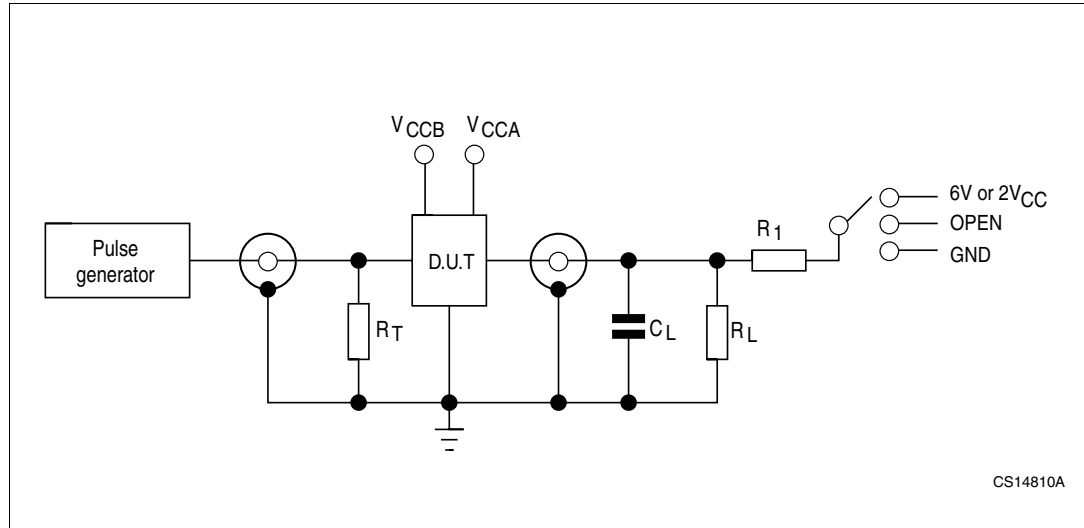 VCCB
VCCA
Pulse
generator
D.U.T
RT
CL
RL
R1
6V or 2VCC
OPEN
GND
CS14810A